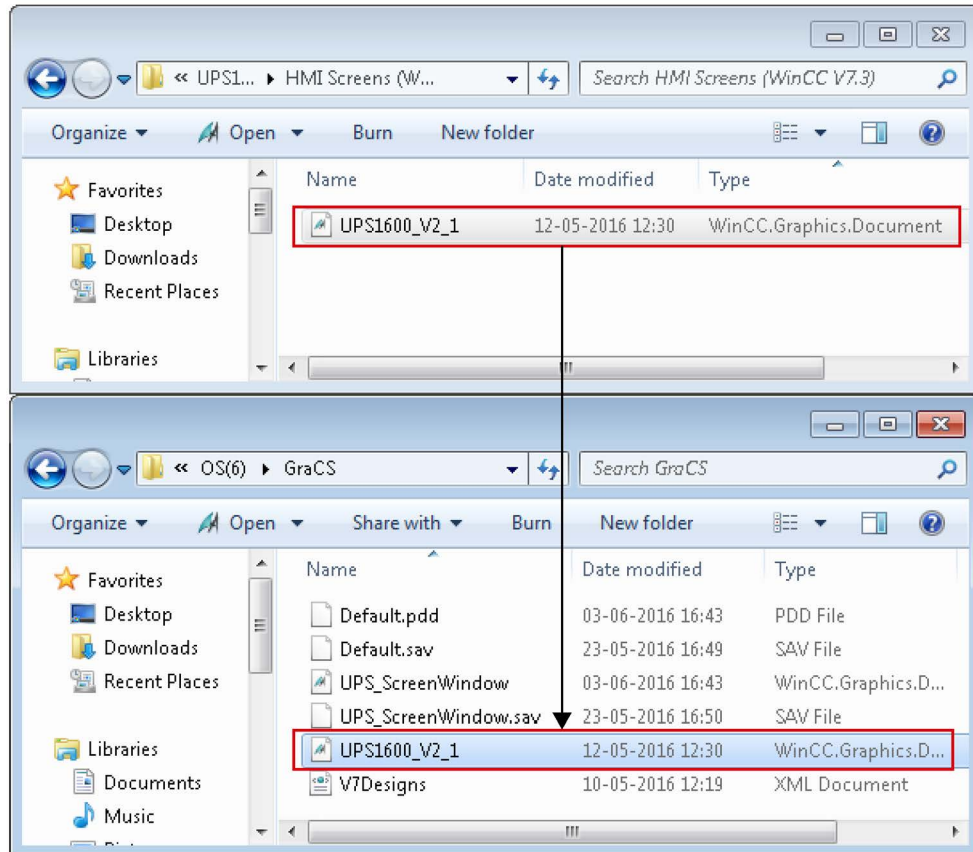 « UPS1... ▸ HMI Screens (W... Search HMI Screens (WinCC V7.3)
Organize Open Burn New folder
Name Date modified Type
Favorites
UPS1600_V2_1 12-05-2016 12:30 WinCC.Graphics.Document
Desktop
Downloads
Recent Places
Libraries
« OS(6) ▸ GraCS Search GraCS
Organize Open Share with Burn New folder
Name Date modified Type
Favorites
Default.pdd 03-06-2016 16:43 PDD File
Desktop
Default.sav 23-05-2016 16:49 SAV File
Downloads
UPS_ScreenWindow 03-06-2016 16:43 WinCC.Graphics.D...
Recent Places
UPS_ScreenWindow.sav 23-05-2016 16:50 SAV File
Libraries
UPS1600_V2_1 12-05-2016 12:30 WinCC.Graphics.D...
Documents
V7Designs 10-05-2016 12:19 XML Document
Music